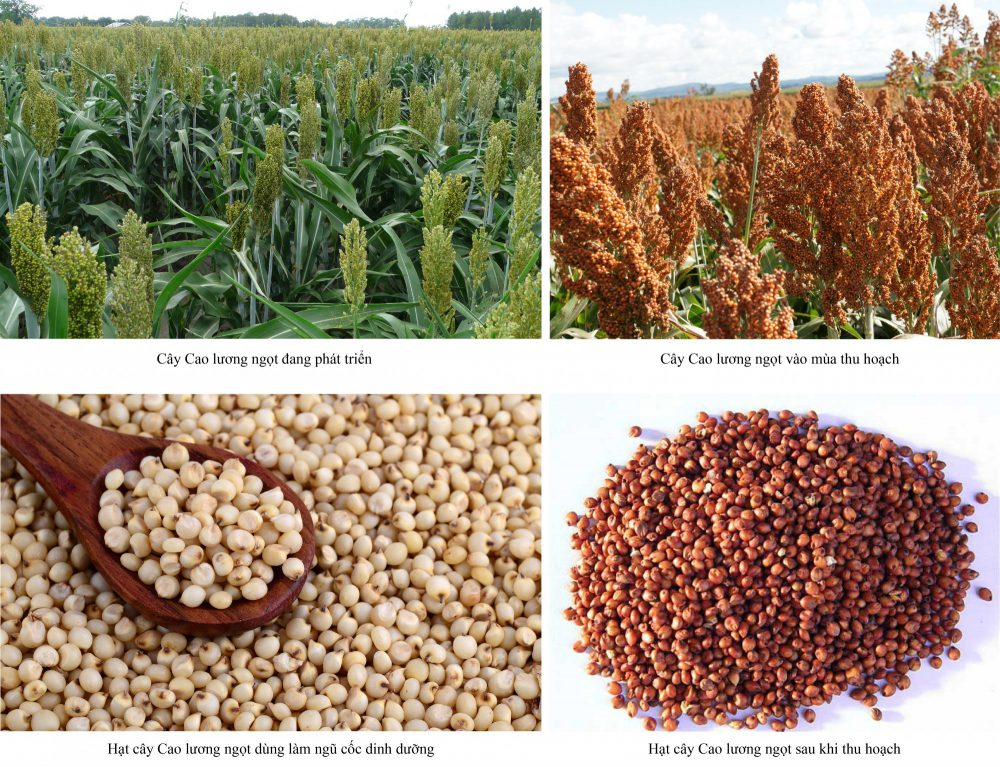 Cây Cao lương ngọt đang phát triển
Cây Cao lương ngọt vào mùa thu hoạch
Hạt cây Cao lương ngọt dùng làm ngũ cốc dinh dưỡng
Hạt cây Cao lương ngọt sau khi thu hoạch